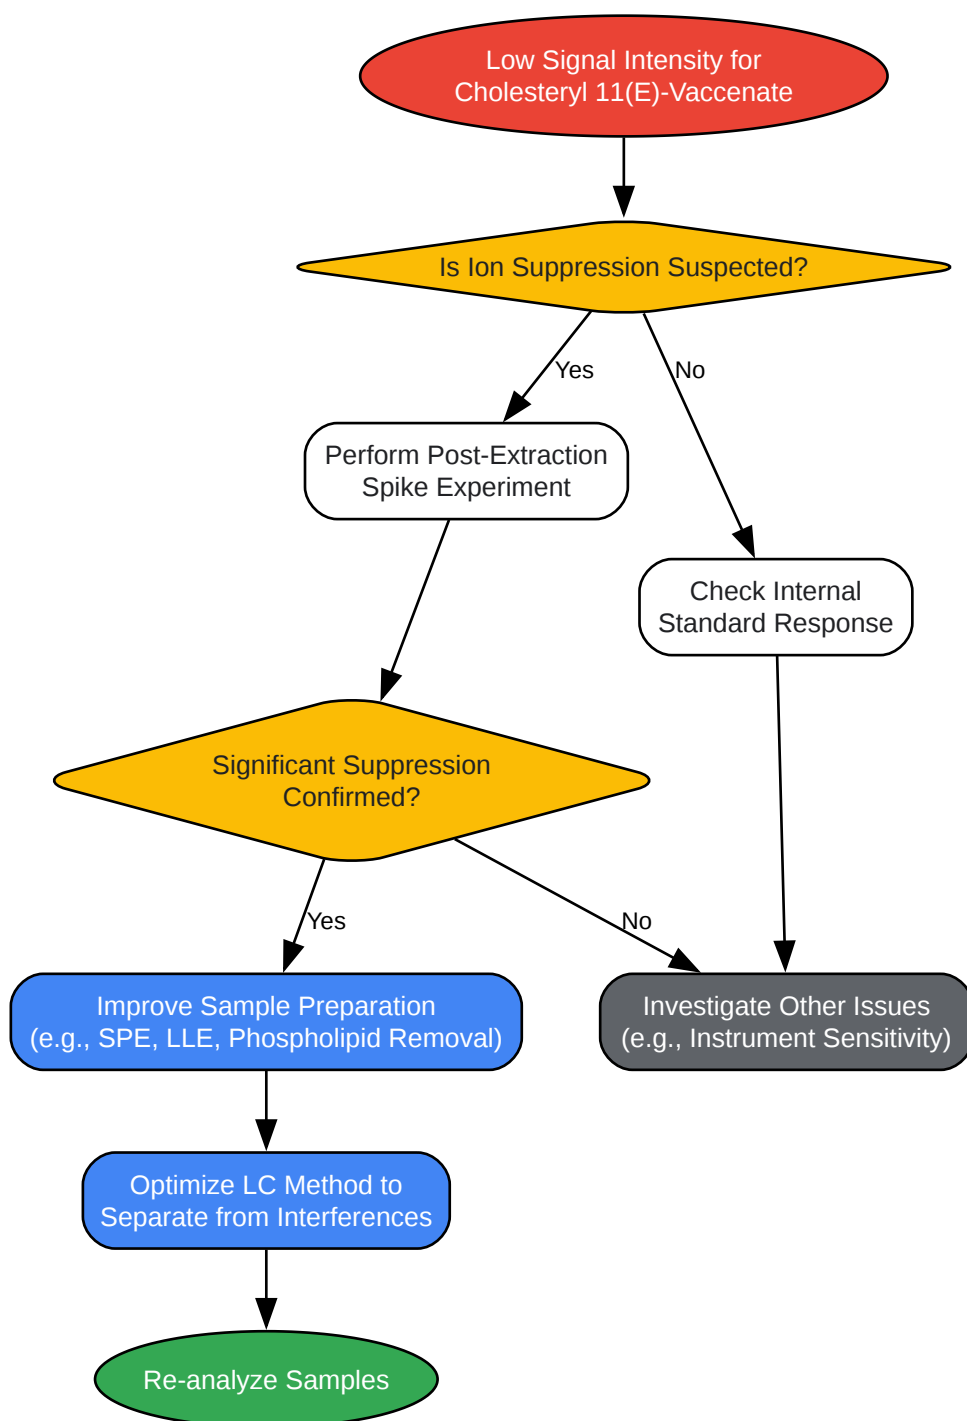 Low Signal Intensity for
Cholesteryl 11(E)-Vaccenate
Is Ion Suppression Suspected?
Yes
No
Perform Post-Extraction
Spike Experiment
Check Internal
Standard Response
Significant Suppression
Confirmed?
Yes
No
Improve Sample Preparation
(e.g., SPE, LLE, Phospholipid Removal)
Investigate Other Issues
(e.g., Instrument Sensitivity)
Optimize LC Method to
Separate from Interferences
Re-analyze Samples